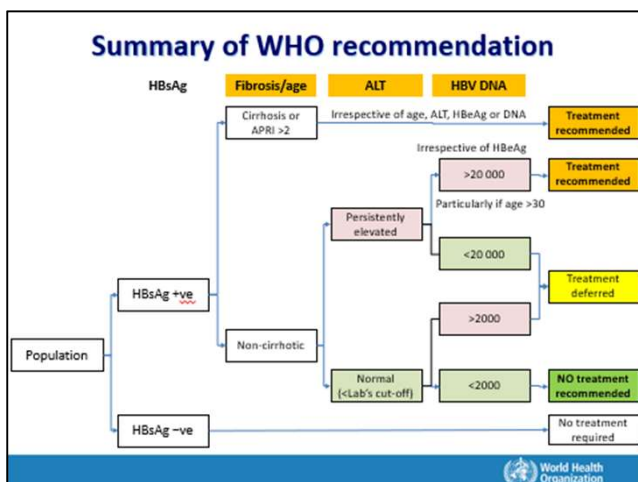 Summary of WHO recommendation
HBsAg
Fibrosis/age
ALT
HBV DNA
Cirrhosis or
APRI >2
Irrespective of age, ALT, HBeAg or DNA
Treatment
recommended
Irrespective of HBeAg
>20 000
Treatment
recommended
Particularly if age >30
Persistently
elevated
<20 000
HBsAg +ve
Treatment
deferred
>2000
Population
Non-cirrhotic
Normal
(<Lab's cut-off)
<2000
NO treatment
recommended
HBsAg –ve
No treatment
required
World Health
Organization